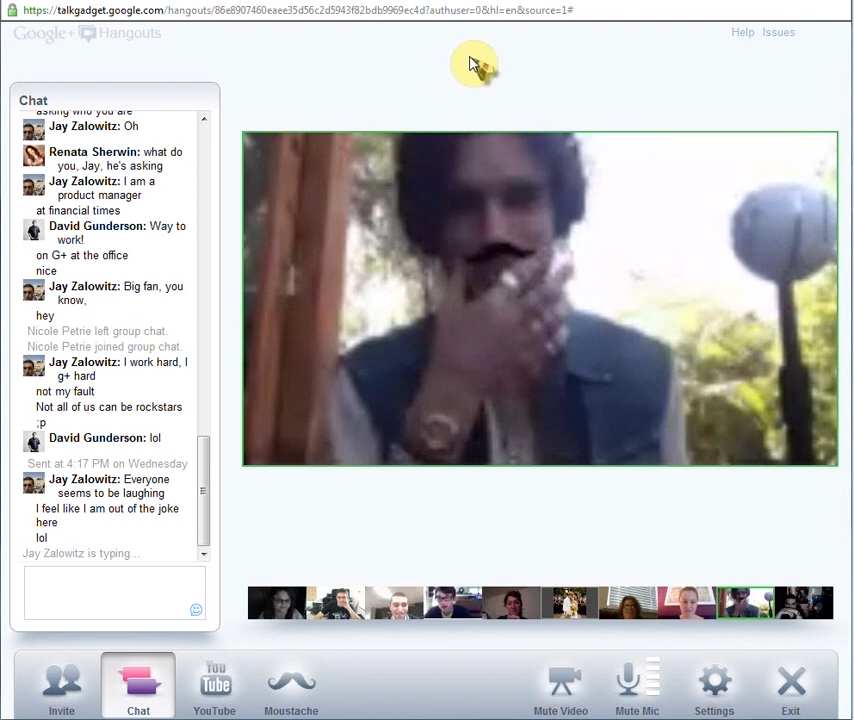 https://talkgadget.google.com/hangouts/86e8907460eaee35d56c2d5943f82bdb9969ec4d?authuser=0&hl=en&source=1#
Google+ Hangouts
Help Issues
Chat
asking who you are
Jay Zalowitz: Oh
Renata Sherwin: what do
you, Jay, he's asking
Jay Zalowitz: I am a
product manager
at financial times
David Gunderson: Way to
work!
on G+ at the office
nice
Jay Zalowitz: Big fan, you
know,
hey
Nicole Petrie left group chat.
Nicole Petrie joined group chat.
Jay Zalowitz: I work hard, I
g+ hard
not my fault
Not all of us can be rockstars
;p
David Gunderson: lol
Sent at 4:17 PM on Wednesday
Jay Zalowitz: Everyone
seems to be laughing
I feel like I am out of the joke
here
lol
Jay Zalowitz is typing...
You
Tube
Invite
Chat
YouTube
Moustache
Mute Video
Mute Mic
Settings
Exit